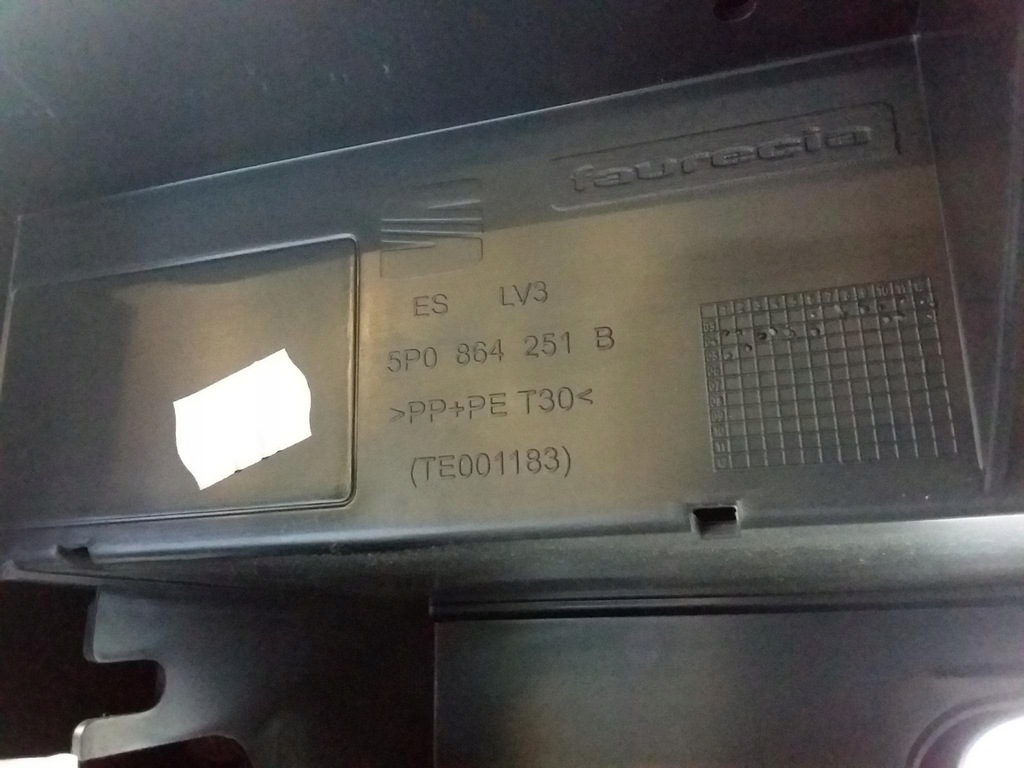 faurecia
ES LV3
5P0 864 251 B
>PP+PE T30<
(TE001183)